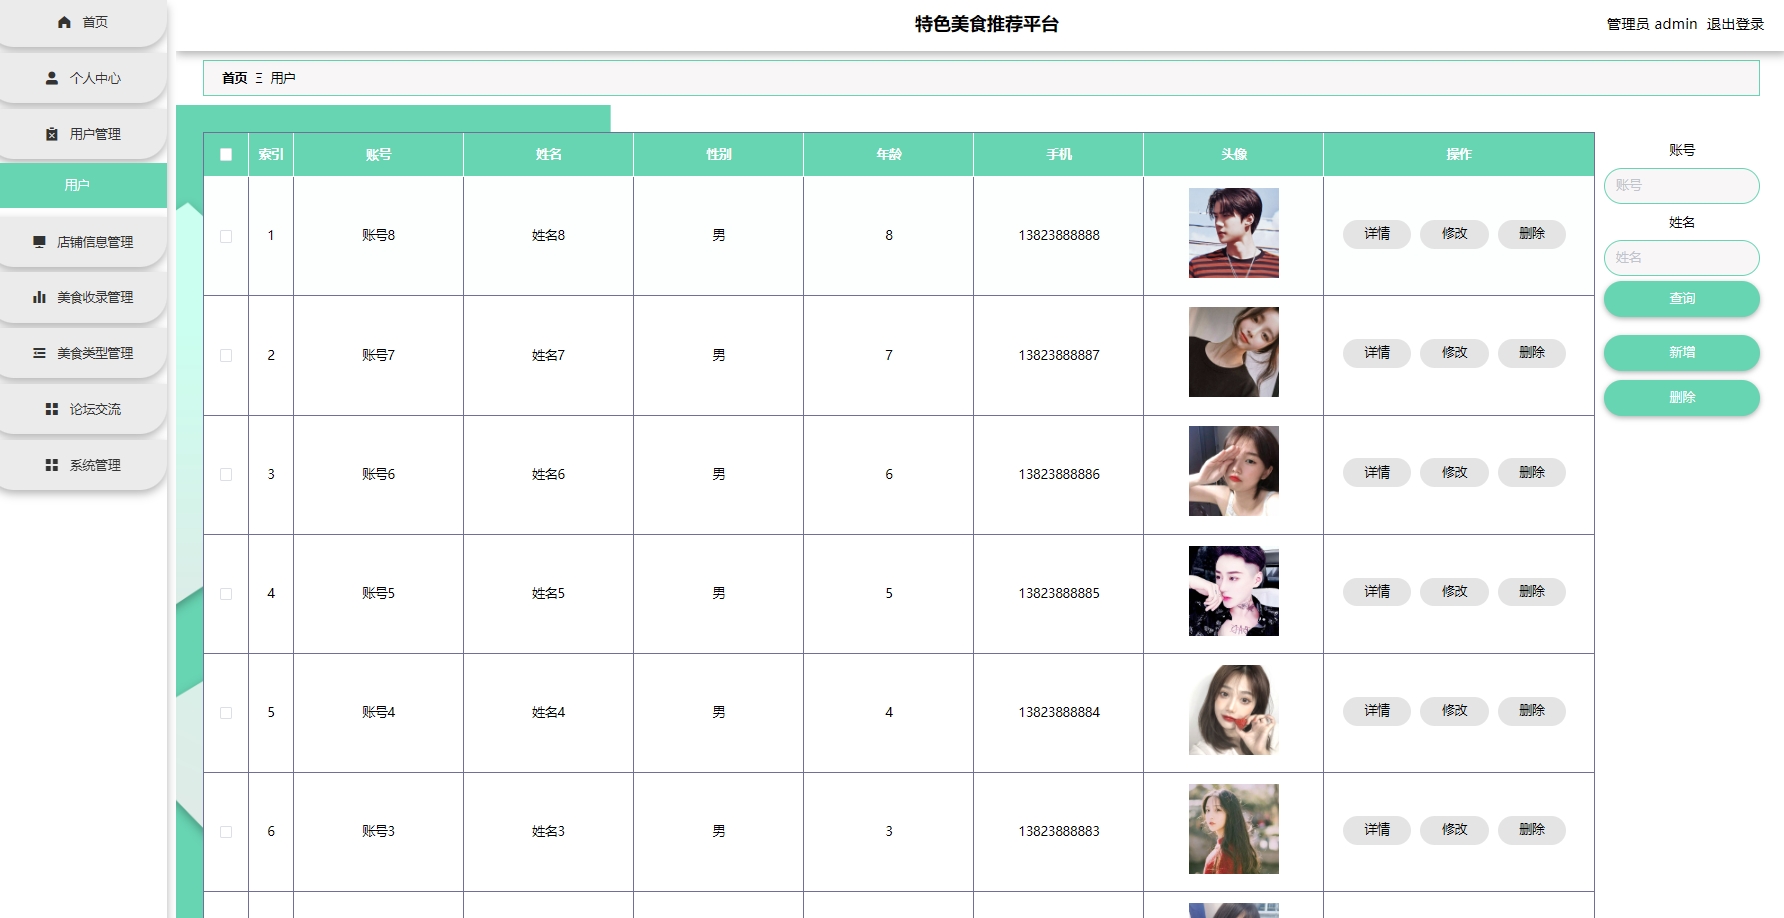 特色美食推荐平台
管理员 admin 退出登录
首页
个人中心
用户管理
用户
店铺信息管理
美食收录管理
美食类型管理
论坛交流
系统管理
首页 Ξ 用户
索引 账号 姓名 性别 年龄 手机 头像 操作
1 账号8 姓名8 男 8 13823888888 详情 修改 删除
2 账号7 姓名7 男 7 13823888887 详情 修改 删除
3 账号6 姓名6 男 6 13823888886 详情 修改 删除
4 账号5 姓名5 男 5 13823888885 详情 修改 删除
5 账号4 姓名4 男 4 13823888884 详情 修改 删除
6 账号3 姓名3 男 3 13823888883 详情 修改 删除
账号
账号
姓名
姓名
查询
新增
删除